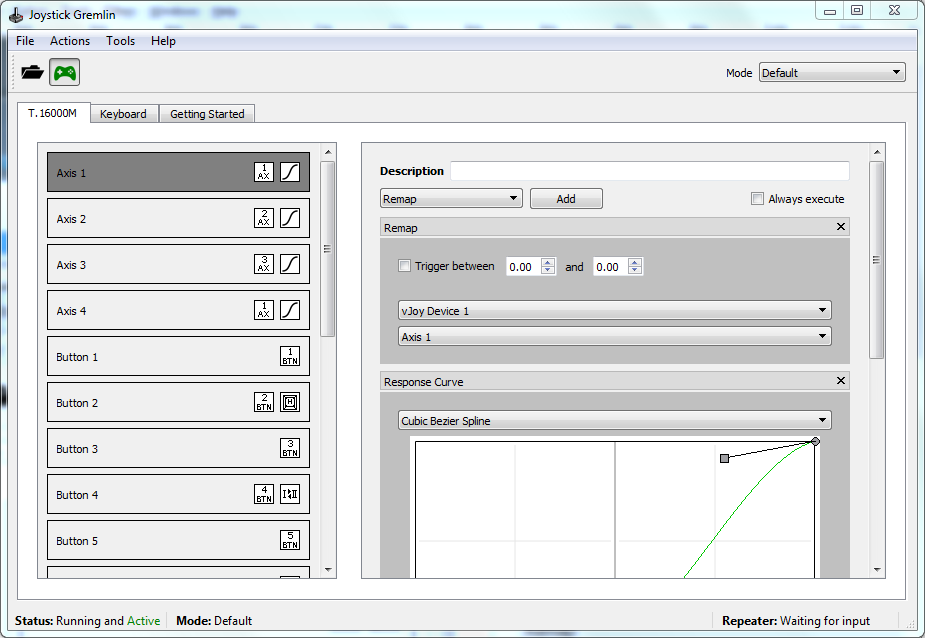 Joystick Gremlin
File Actions Tools Help
Mode Default
T.16000M Keyboard Getting Started
Axis 1 1 AX
Axis 2 2 AX
Axis 3 3 AX
Axis 4 1 AX
Button 1 1 BTN
Button 2 2 BTN M
Button 3 3 BTN
Button 4 4 BTN
Button 5 5 BTN
Description
Remap Add Always execute
Remap
Trigger between 0.00 and 0.00
vJoy Device 1
Axis 1
Response Curve
Cubic Bezier Spline
Status: Running and Active Mode: Default Repeater: Waiting for input